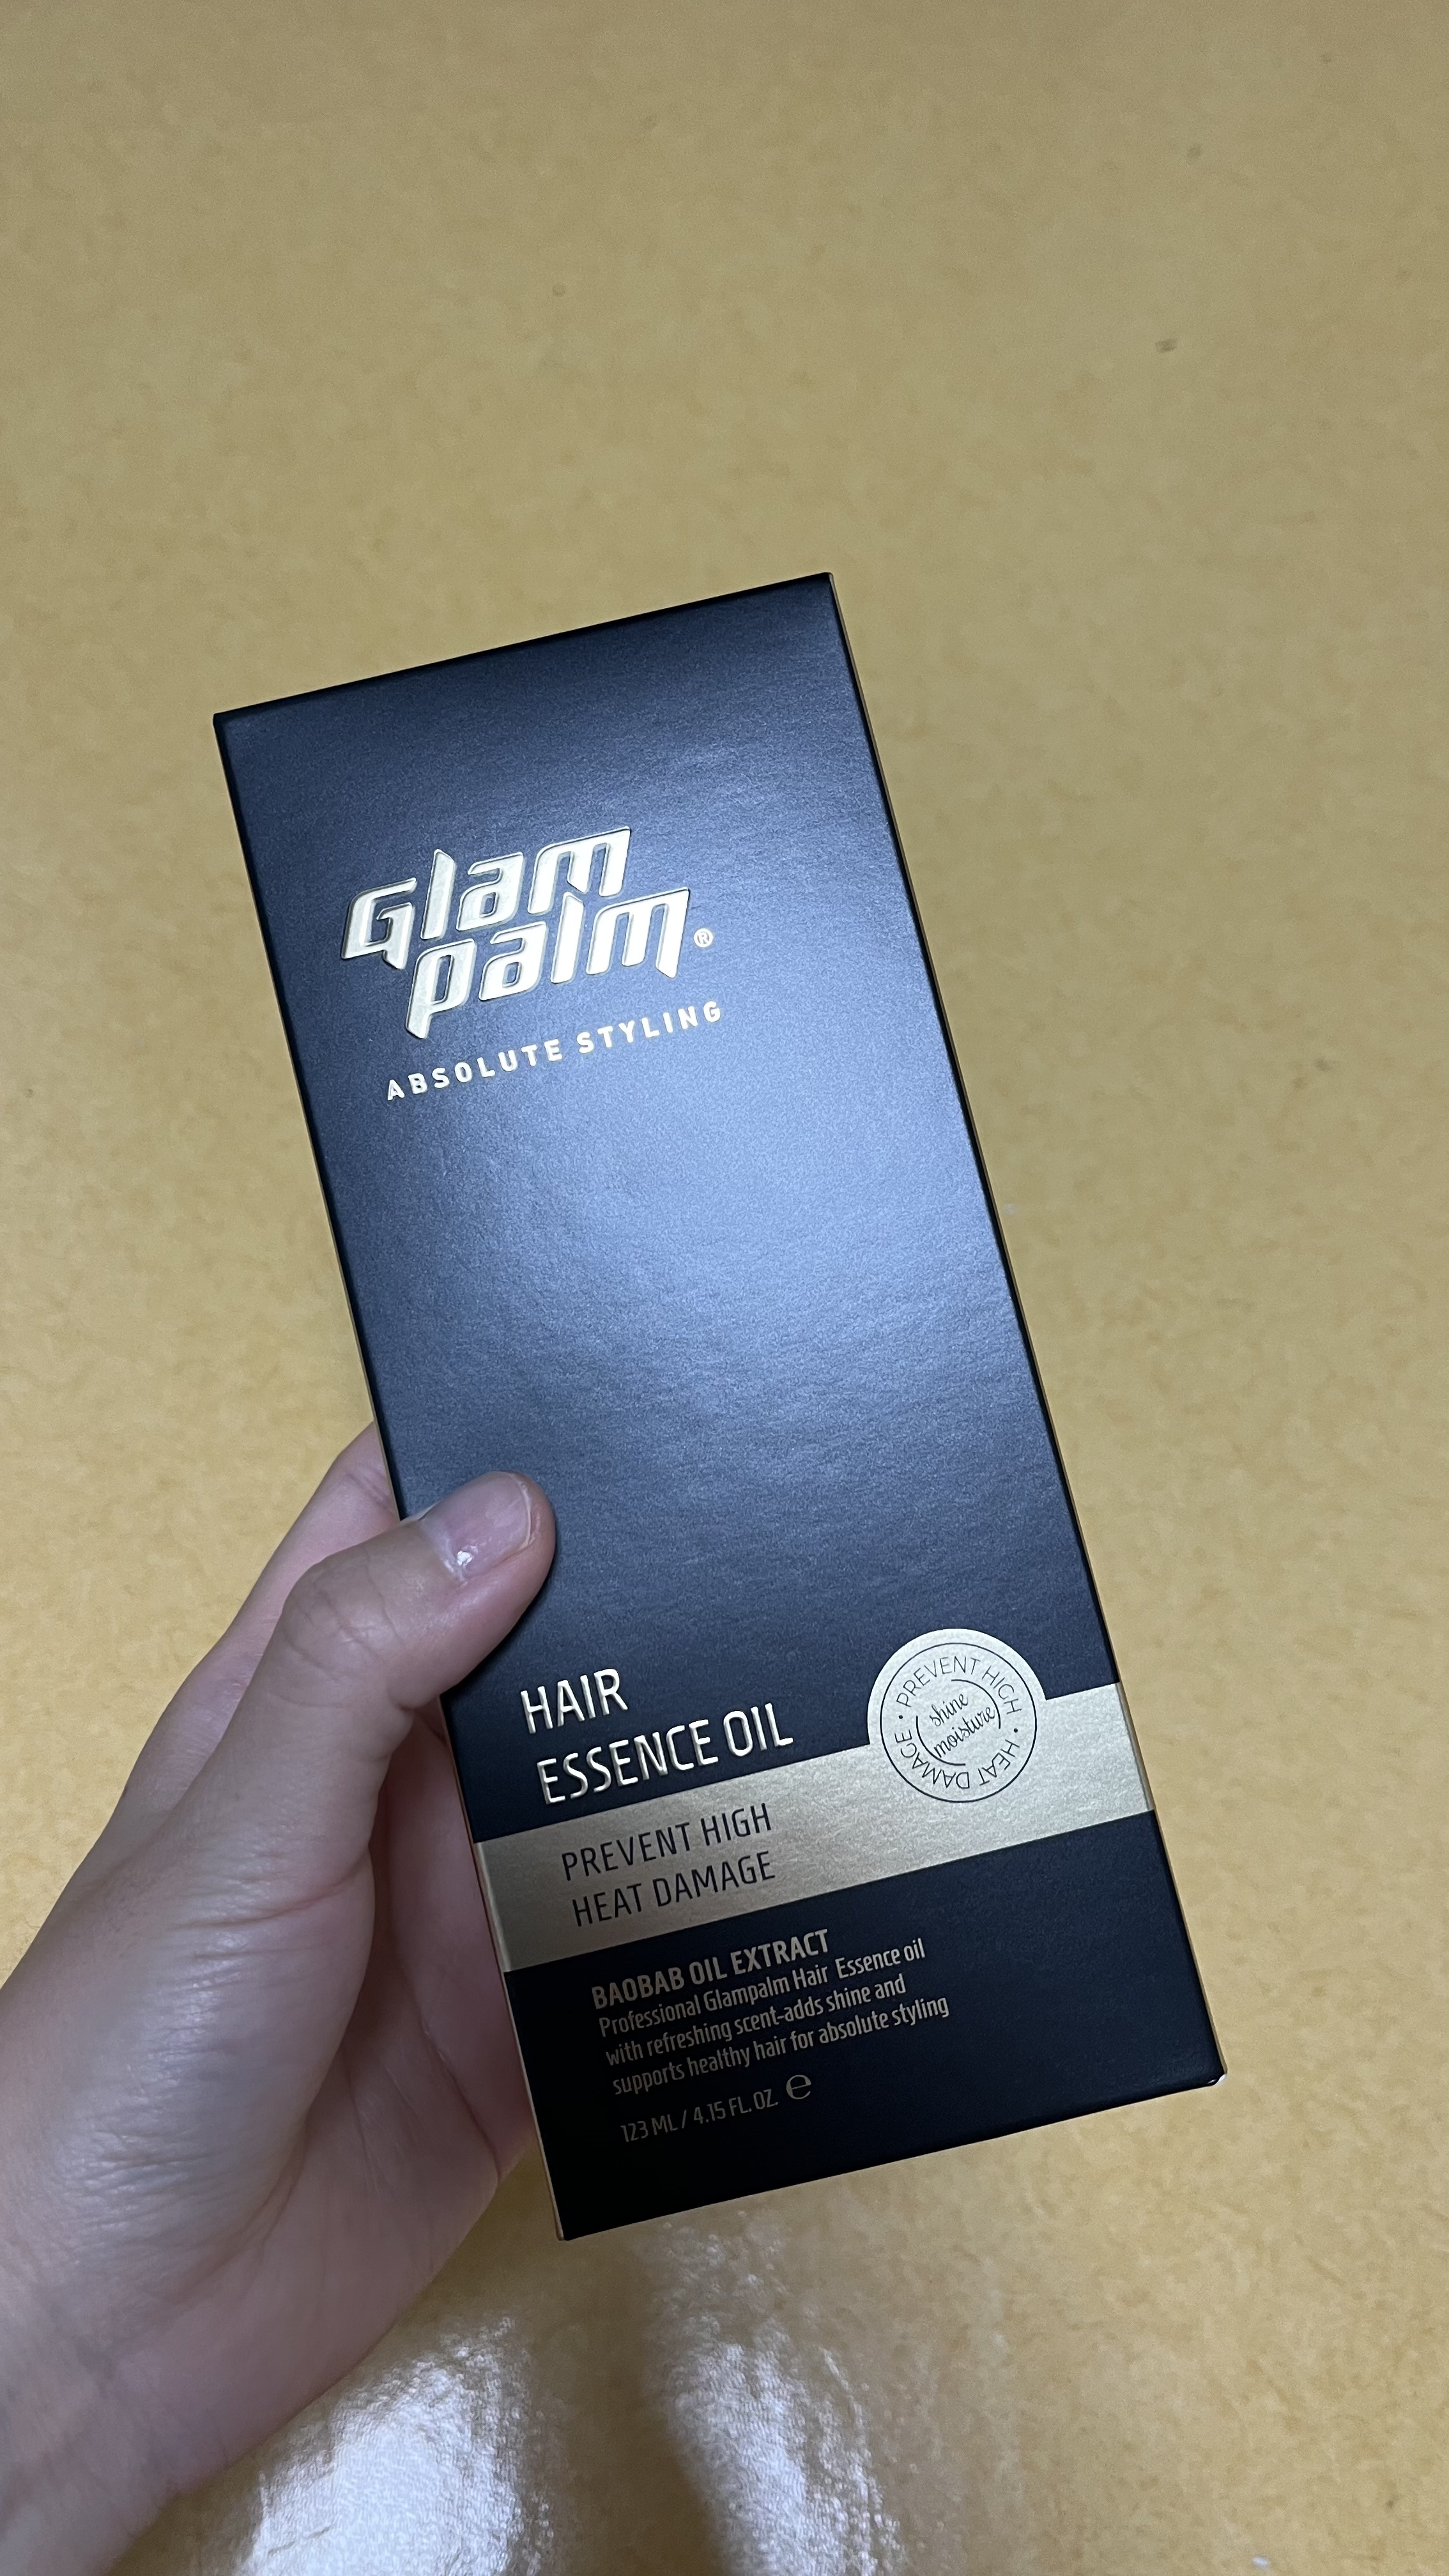 Glam
palm®
ABSOLUTE STYLING
HAIR
ESSENCE OIL
PREVENT HIGH · HEAT DAMAGE ·
shine
moisture
PREVENT HIGH
HEAT DAMAGE
BAOBAB OIL EXTRACT
Professional Glampalm Hair Essence oil
with refreshing scent-adds shine and
supports healthy hair for absolute styling
123 ML / 4.15 FL. OZ. ℮